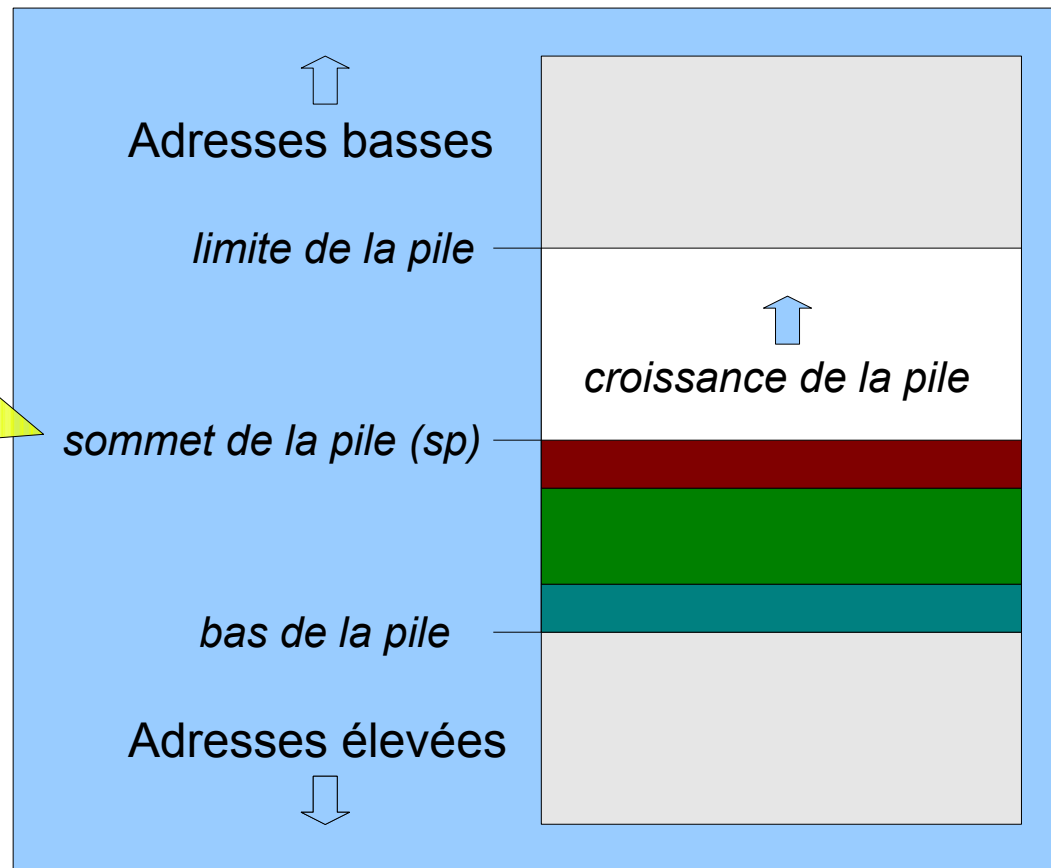 Adresses basses
limite de la pile
croissance de la pile
sommet de la pile (sp)
bas de la pile
Adresses élevées